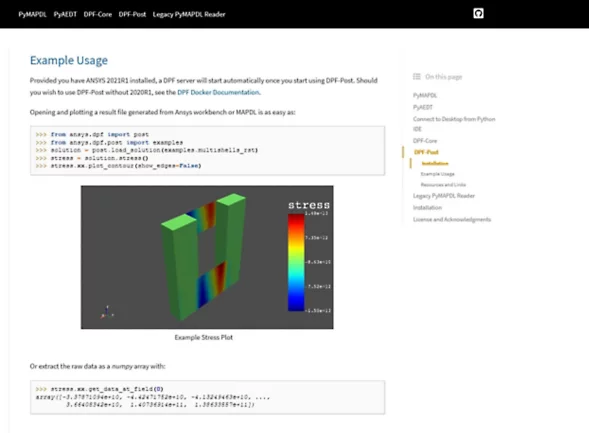 PyMAPDL PyAEDT DPF-Core DPF-Post Legacy PyMAPDL Reader
Example Usage
Provided you have ANSYS 2021R1 installed, a DPF server will start automatically once you start using DPF-Post. Should
you wish to use DPF-Post without 2020R1, see the DPF Docker Documentation.
Opening and plotting a result file generated from Ansys workbench or MAPDL is as easy as:
>>> from ansys.dpf import post
>>> from ansys.dpf.post import examples
>>> solution = post.load_solution(examples.multishells_rst)
>>> stress = solution.stress()
>>> stress.xx.plot_contour(show_edges=False)
stress
Example Stress Plot
Or extract the raw data as a numpy array with:
>>> stress.xx.get_data_at_field(0)
array([-3.37871094e+10, -4.42471752e+10, -4.13249463e+10, ...,
3.66408342e+10, 1.40736914e+11, 1.38633557e+11])
On this page
PyMAPDL
PyAEDT
Connect to Desktop from Python
IDE
DPF-Core
DPF-Post
Installation
Example Usage
Resources and Links
Legacy PyMAPDL Reader
Installation
License and Acknowledgments